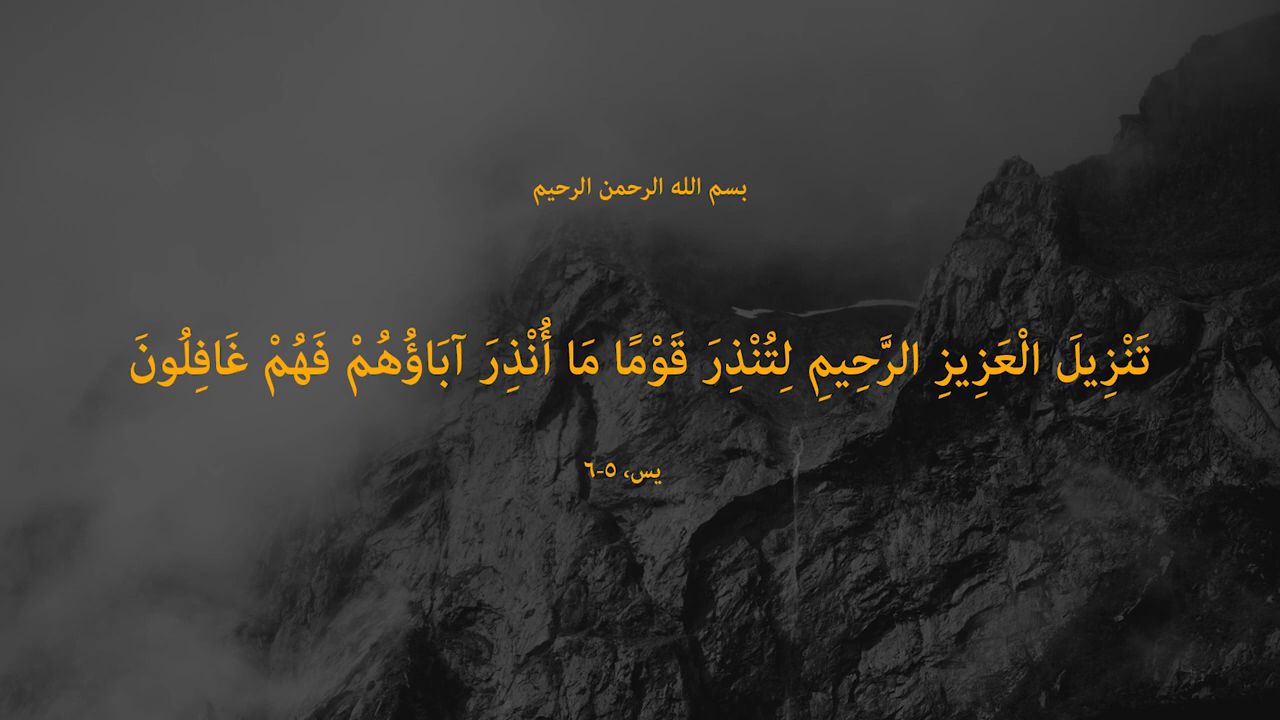 بسم الله الرحمن الرحيم
تَنْزِيلَ الْعَزِيزِ الرَّحِيمِ لِتُنْذِرَ قَوْمًا مَا أُنْذِرَ آبَاؤُهُمْ فَهُمْ غَافِلُونَ
يس، ٥-٦